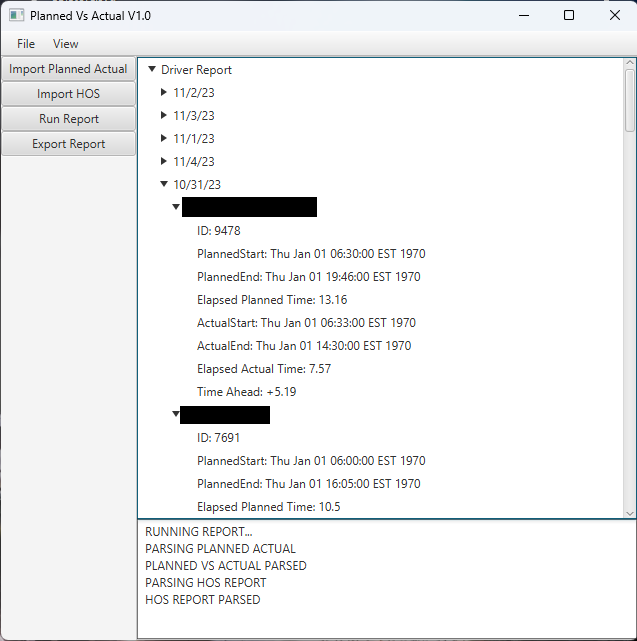 Planned Vs Actual V1.0
File View
Import Planned Actual
Import HOS
Run Report
Export Report
Driver Report
11/2/23
11/3/23
11/1/23
11/4/23
10/31/23
ID: 9478
PlannedStart: Thu Jan 01 06:30:00 EST 1970
PlannedEnd: Thu Jan 01 19:46:00 EST 1970
Elapsed Planned Time: 13.16
ActualStart: Thu Jan 01 06:33:00 EST 1970
ActualEnd: Thu Jan 01 14:30:00 EST 1970
Elapsed Actual Time: 7.57
Time Ahead: +5.19
ID: 7691
PlannedStart: Thu Jan 01 06:00:00 EST 1970
PlannedEnd: Thu Jan 01 16:05:00 EST 1970
Elapsed Planned Time: 10.5
RUNNING REPORT...
PARSING PLANNED ACTUAL
PLANNED VS ACTUAL PARSED
PARSING HOS REPORT
HOS REPORT PARSED